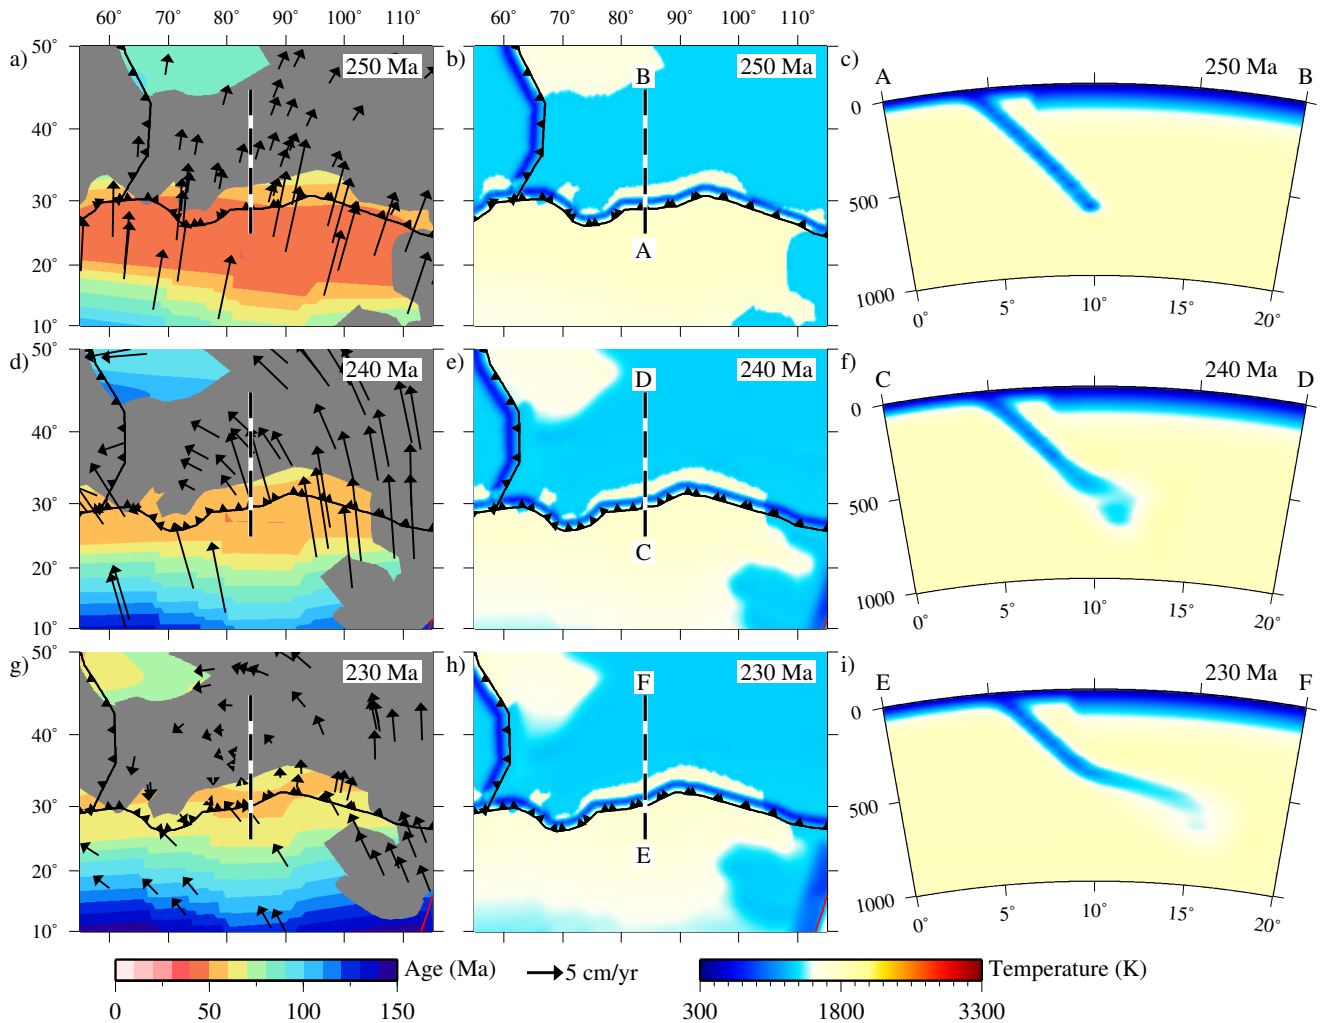 60° 70° 80° 90° 100° 110° 60° 70° 80° 90° 100° 110°
a) 50° 40° 30° 20° 10° 250 Ma
b) 250 Ma B A
c) A B 250 Ma 0 500 1000 0° 5° 10° 15° 20°
d) 50° 40° 30° 20° 10° 240 Ma
e) 240 Ma D C
f) C D 240 Ma 0 500 1000 0° 5° 10° 15° 20°
g) 50° 40° 30° 20° 10° 230 Ma
h) 230 Ma F E
i) E F 230 Ma 0 500 1000 0° 5° 10° 15° 20°
Age (Ma) 5 cm/yr Temperature (K)
0 50 100 150 300 1800 3300